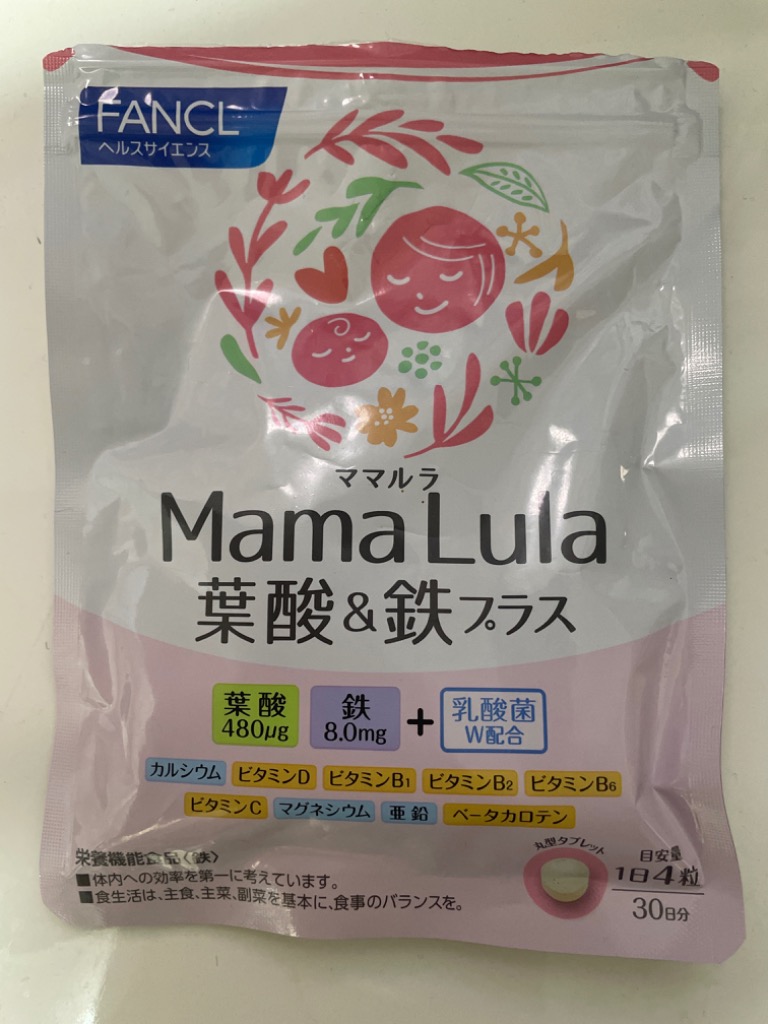 FANCL
ヘルスサイエンス
ママルラ
Mama Lula
葉酸&鉄プラス
葉酸
480μg
鉄
8.0mg
+
乳酸菌
W配合
カルシウム ビタミンD ビタミンB1 ビタミンB2 ビタミンB6
ビタミンC マグネシウム 亜鉛 ベータカロテン
栄養機能食品〈鉄〉
■体内への効率を第一に考えています。
■食生活は、主食、主菜、副菜を基本に、食事のバランスを。
丸型タブレット
目安量
1日4粒
30日分